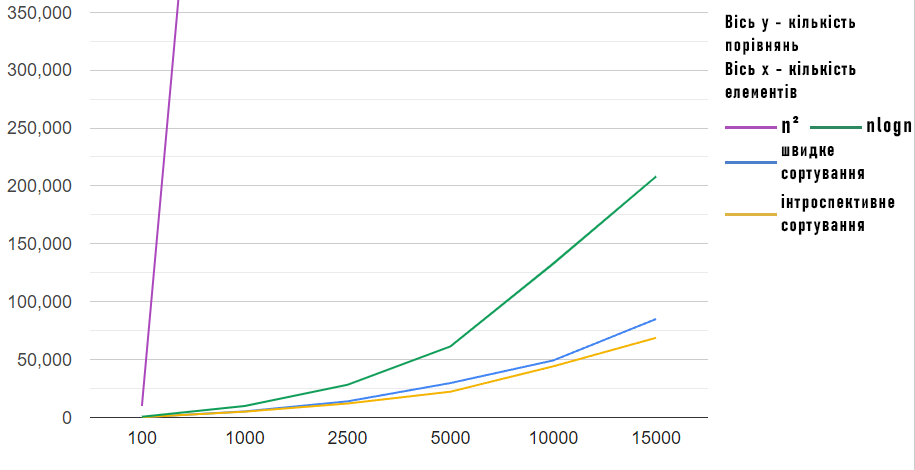 350,000
300,000
250,000
200,000
150,000
100,000
50,000
0
100 1000 2500 5000 10000 15000
Вісь y - кількість
порівнянь
Вісь x - кількість
елементів
n² nlogn
швидке
сортування
інтроспективне
сортування